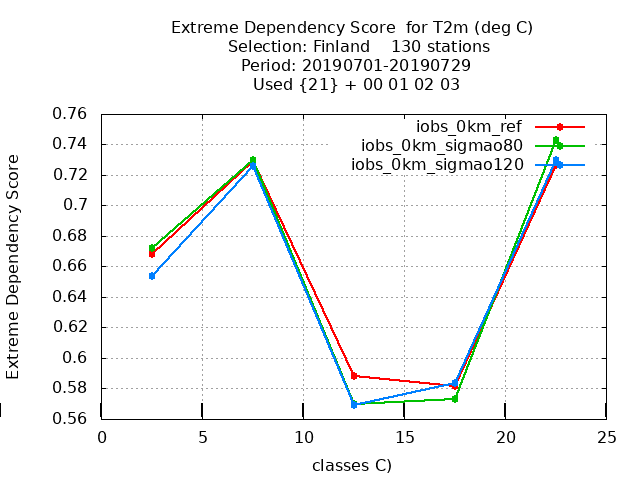 Extreme Dependency Score  for T2m (deg C)
Selection: Finland    130 stations
Period: 20190701-20190729
Used {21} + 00 01 02 03
iobs_0km_ref
iobs_0km_sigmao80
iobs_0km_sigmao120
Extreme Dependency Score
0.76
0.74
0.72
0.7
0.68
0.66
0.64
0.62
0.6
0.58
0.56
0 5 10 15 20 25
classes C)